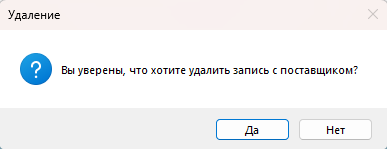 Удаление
Вы уверены, что хотите удалить запись с поставщиком?
Да
Нет